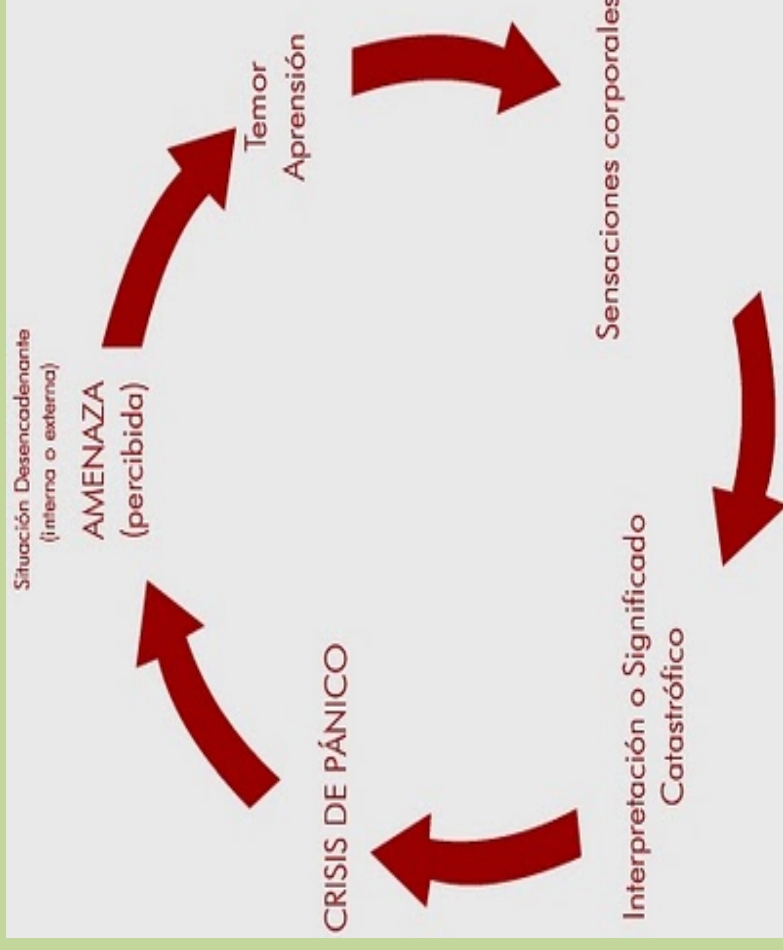 Situación Desencadenante
(interna o externa)
AMENAZA
(percibida)
Temor
Aprensión
Sensaciones corporales
Interpretación o Significado
Catastrófico
CRISIS DE PÁNICO